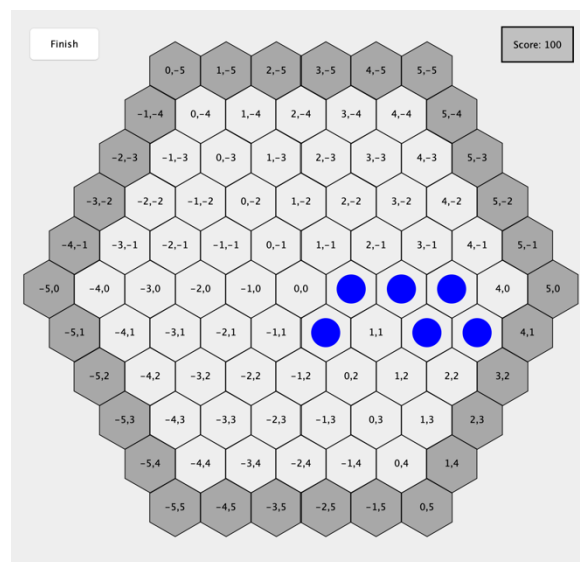 Finish
Score: 100
0,-5 1,-5 2,-5 3,-5 4,-5 5,-5
-1,-4 0,-4 1,-4 2,-4 3,-4 4,-4 5,-4
-2,-3 -1,-3 0,-3 1,-3 2,-3 3,-3 4,-3 5,-3
-3,-2 -2,-2 -1,-2 0,-2 1,-2 2,-2 3,-2 4,-2 5,-2
-4,-1 -3,-1 -2,-1 -1,-1 0,-1 1,-1 2,-1 3,-1 4,-1 5,-1
-5,0 -4,0 -3,0 -2,0 -1,0 0,0 4,0 5,0
-5,1 -4,1 -3,1 -2,1 -1,1 1,1 4,1
-5,2 -4,2 -3,2 -2,2 -1,2 0,2 1,2 2,2 3,2
-5,3 -4,3 -3,3 -2,3 -1,3 0,3 1,3 2,3
-5,4 -4,4 -3,4 -2,4 -1,4 0,4 1,4
-5,5 -4,5 -3,5 -2,5 -1,5 0,5